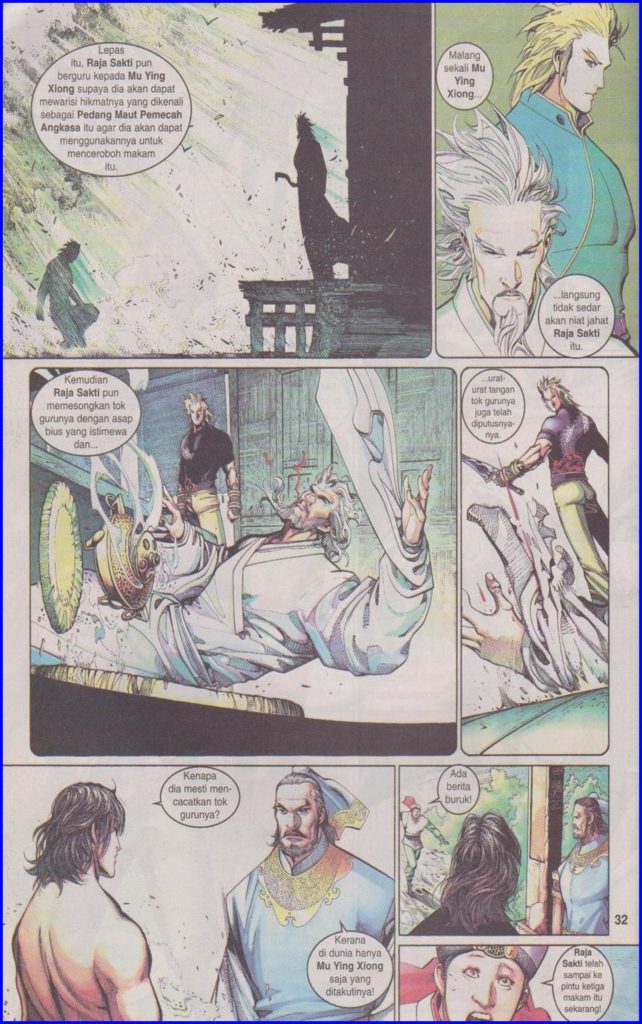 Lepas
itu, Raja Sakti pun
berguru kepada Mu Ying
Xiong supaya dia akan dapat
mewarisi hikmatnya yang dikenali
sebagai Pedang Maut Pemecah
Angkasa itu agar dia akan dapat
menggunakannya untuk
menceroboh makam
itu.
Malang
sekali Mu
Ying
Xiong...
...langsung
tidak sedar
akan niat jahat
Raja Sakti
itu.
Kemudian
Raja Sakti pun
memesongkan tok
gurunya dengan asap
bius yang istimewa
dan...
...urat-
urat tangan
tok gurunya
juga telah
diputusnya-
nya.
Kenapa
dia mesti men-
cacatkan tok
gurunya?
Kerana
di dunia hanya
Mu Ying Xiong
saja yang
ditakutinya!
Ada
berita
buruk!
32
Raja
Sakti telah
sampai ke
pintu ketiga
makam itu
sekarang!